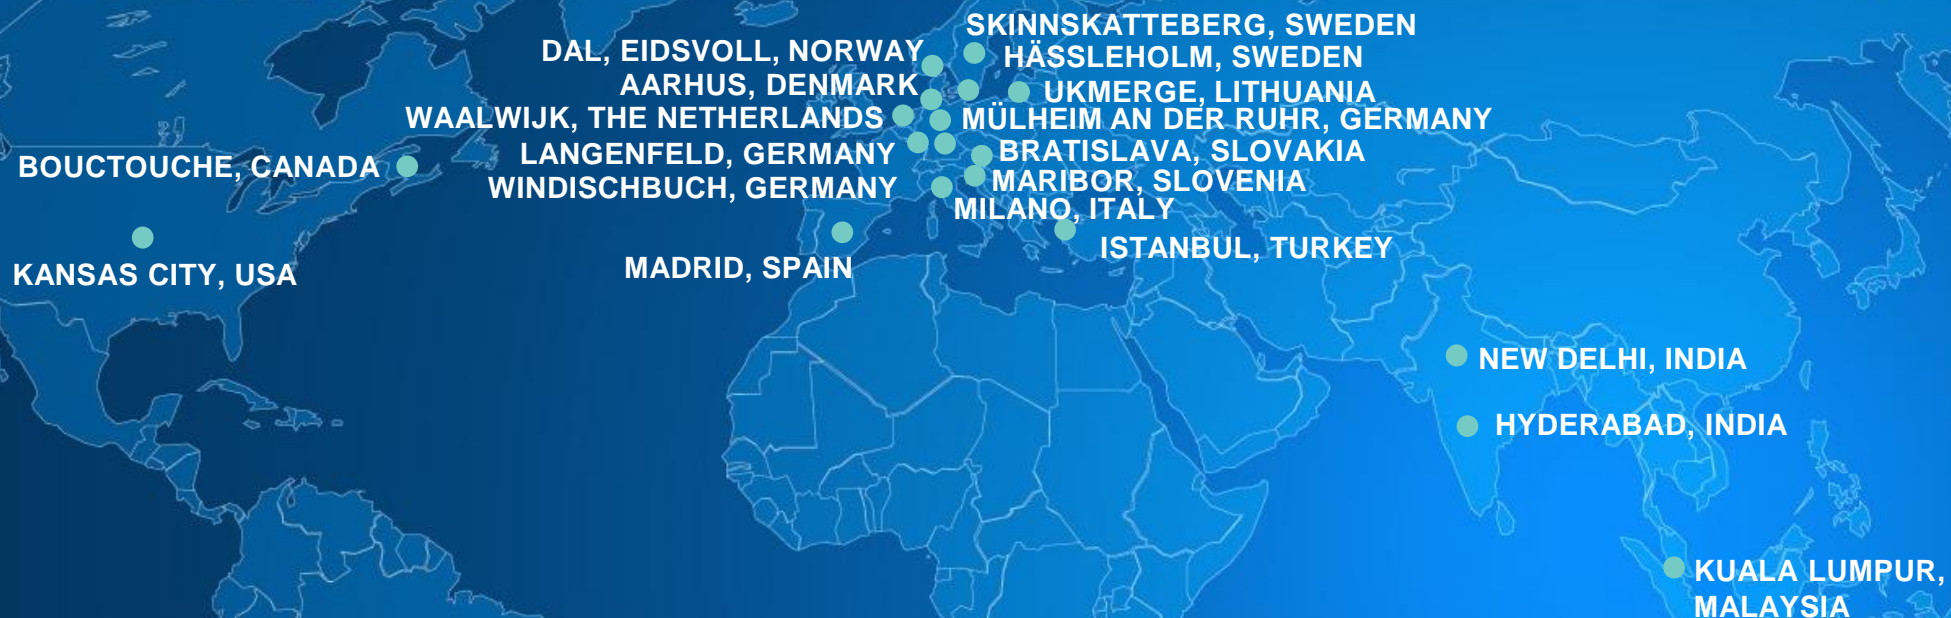 SKINNSKATTEBERG, SWEDEN
DAL, EIDSVOLL, NORWAY
HÄSSLEHOLM, SWEDEN
AARHUS, DENMARK
UKMERGE, LITHUANIA
WAALWIJK, THE NETHERLANDS
MÜLHEIM AN DER RUHR, GERMANY
LANGENFELD, GERMANY
BRATISLAVA, SLOVAKIA
BOUCTOUCHE, CANADA
WINDISCHBUCH, GERMANY
MARIBOR, SLOVENIA
MILANO, ITALY
ISTANBUL, TURKEY
MADRID, SPAIN
KANSAS CITY, USA
NEW DELHI, INDIA
HYDERABAD, INDIA
KUALA LUMPUR,
MALAYSIA